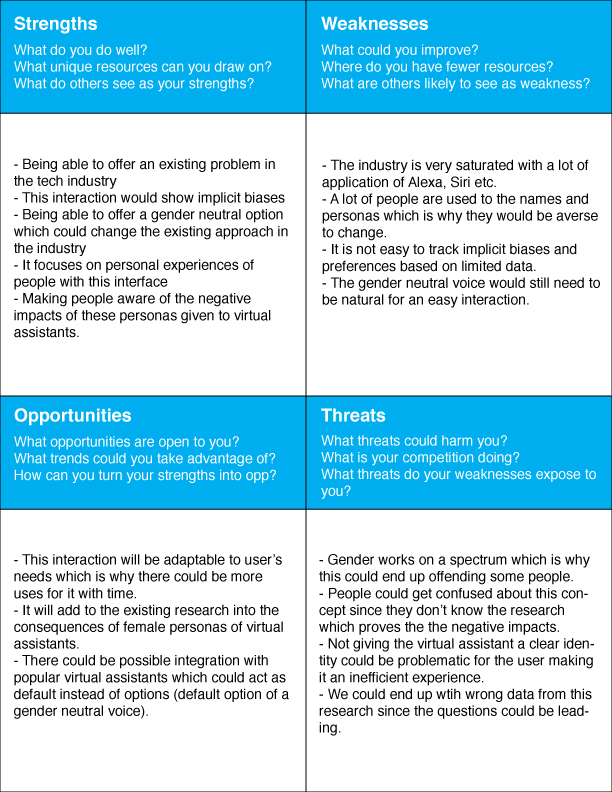 Strengths
What do you do well?
What unique resources can you draw on?
What do others see as your strengths?
Weaknesses
What could you improve?
Where do you have fewer resources?
What are others likely to see as weakness?
- Being able to offer an existing problem in
the tech industry
- This interaction would show implicit biases
- Being able to offer a gender neutral option
which could change the existing approach in
the industry
- It focuses on personal experiences of
people with this interface
- Making people aware of the negative
impacts of these personas given to virtual
assistants.
- The industry is very saturated with a lot of
application of Alexa, Siri etc.
- A lot of people are used to the names and
personas which is why they would be averse
to change.
- It is not easy to track implicit biases and
preferences based on limited data.
- The gender neutral voice would still need to
be natural for an easy interaction.
Opportunities
What opportunities are open to you?
What trends could you take advantage of?
How can you turn your strengths into opp?
Threats
What threats could harm you?
What is your competition doing?
What threats do your weaknesses expose to
you?
- This interaction will be adaptable to user's
needs which is why there could be more
uses for it with time.
- It will add to the existing research into the
consequences of female personas of virtual
assistants.
- There could be possible integration with
popular virtual assistants which could act as
default instead of options (default option of a
gender neutral voice).
- Gender works on a spectrum which is why
this could end up offending some people.
- People could get confused about this con-
cept since they don't know the research
which proves the the negative impacts.
- Not giving the virtual assistant a clear iden-
tity could be problematic for the user making
it an inefficient experience.
- We could end up wtih wrong data from this
research since the questions could be lead-
ing.